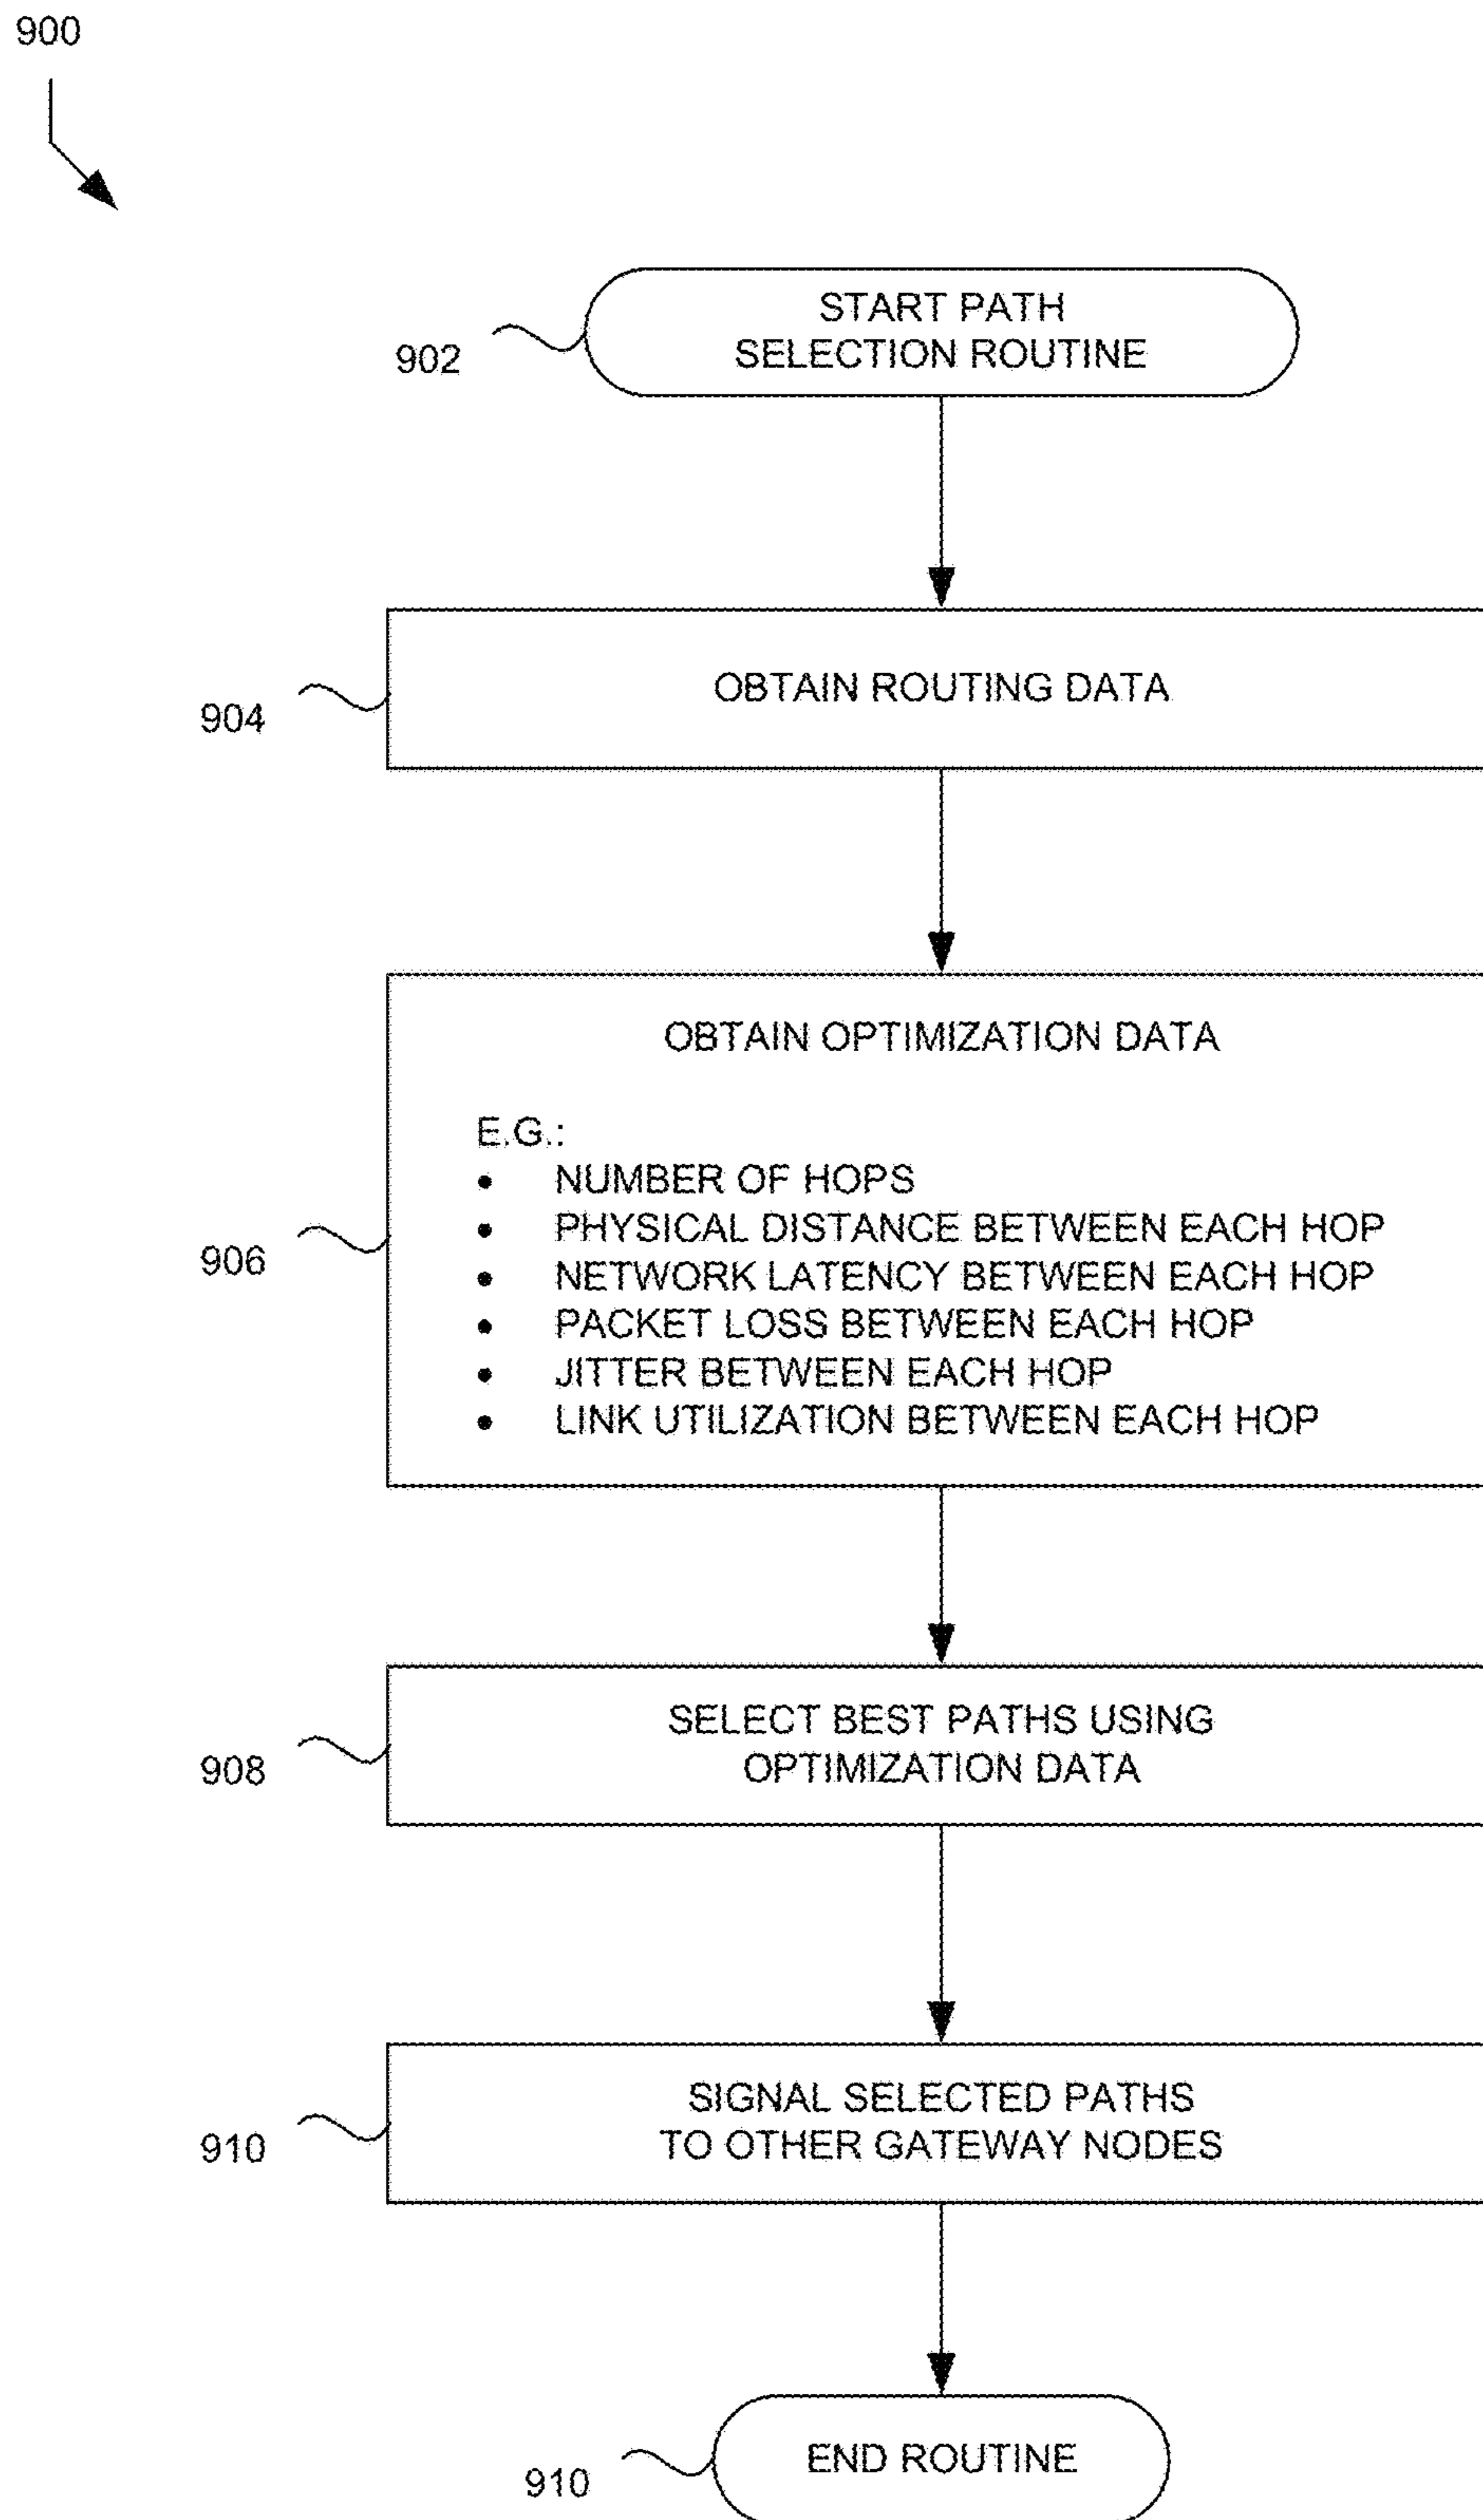 900
START PATH
SELECTION ROUTINE
902
OBTAIN ROUTING DATA
904
OBTAIN OPTIMIZATION DATA
E.G.:
• NUMBER OF HOPS
• PHYSICAL DISTANCE BETWEEN EACH HOP
• NETWORK LATENCY BETWEEN EACH HOP
• PACKET LOSS BETWEEN EACH HOP
• JITTER BETWEEN EACH HOP
• LINK UTILIZATION BETWEEN EACH HOP
906
SELECT BEST PATHS USING
OPTIMIZATION DATA
908
SIGNAL SELECTED PATHS
TO OTHER GATEWAY NODES
910
END ROUTINE
910